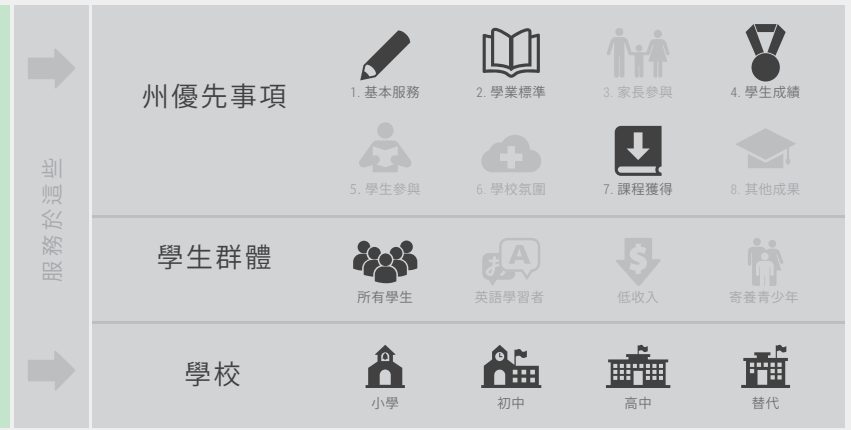 服務於這些
州優先事項
1. 基本服務
2. 學業標準
3. 家長參與
4. 學生成績
5. 學生參與
6. 學校氛圍
7. 課程獲得
8. 其他成果
學生群體
所有學生
あ A
英語學習者
$
低收入
寄養青少年
學校
小學
初中
高中
替代